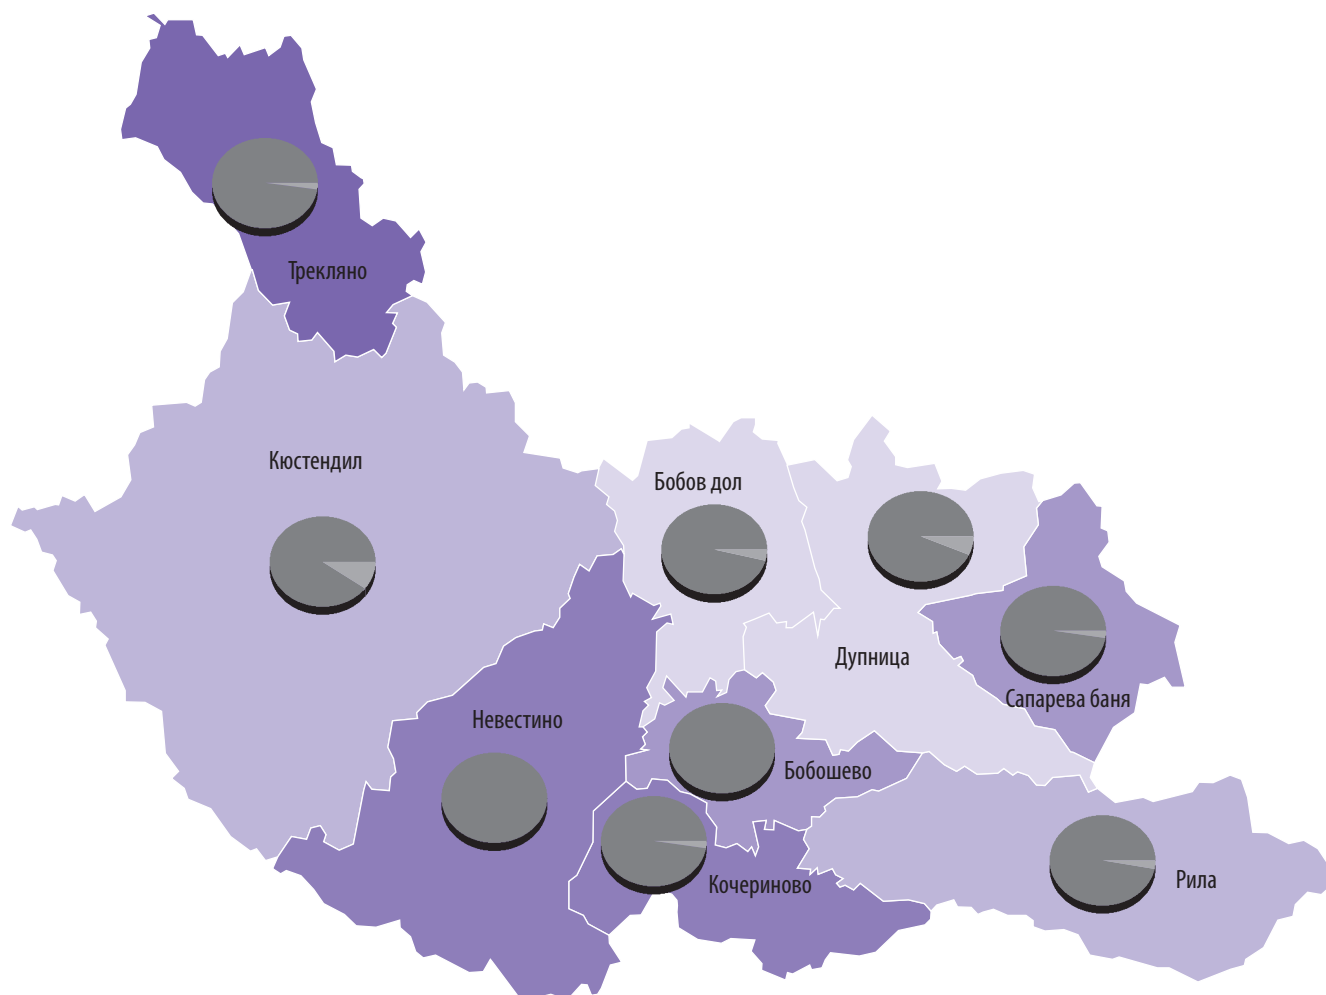 Трекляно
Кюстендил
Бобов дол
Дупница
Сапарева баня
Невестино
Бобошево
Кочериново
Рила